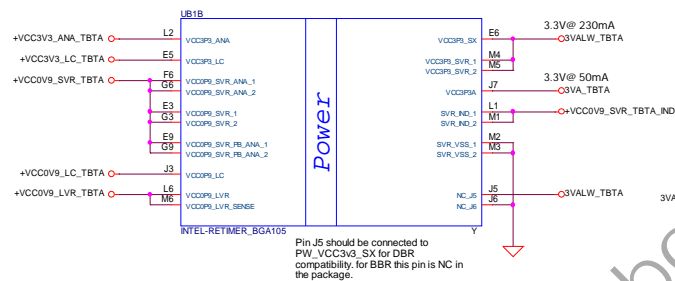 UB1B
+VCC3V3_ANA_TBTA L2 VCC3P3_ANA
+VCC3V3_LC_TBTA E5 VCC3P3_LC
+VCC0V9_SVR_TBTA F6 VCC0P9_SVR_ANA_1
G6 VCC0P9_SVR_ANA_2
E3 VCC0P9_SVR_1
G3 VCC0P9_SVR_2
E9 VCC0P9_SVR_PB_ANA_1
G9 VCC0P9_SVR_PB_ANA_2
+VCC0V9_LC_TBTA J3 VCC0P9_LC
+VCC0V9_LVR_TBTA L6 VCC0P9_LVR
M6 VCC0P9_LVR_SENSE
INTEL-RETIMER_BGA105
Power
3.3V@ 230mA
VCC3P3_SX E6 3VALW_TBTA
VCC3P3_SVR_1 M4
VCC3P3_SVR_2 M5
3.3V@ 50mA
VCC3P3A J7 3VA_TBTA
SVR_IND_1 L1 +VCC0V9_SVR_TBTA_IND
SVR_IND_2 M1
SVR_VSS_1 M2
SVR_VSS_2 M3
NC_J5 J5 3VALW_TBTA
NC_J6 J6
3VA
Y
Pin J5 should be connected to
PW_VCC3v3_SX for DBR
compatibility. for BBR this pin is NC in
the package.